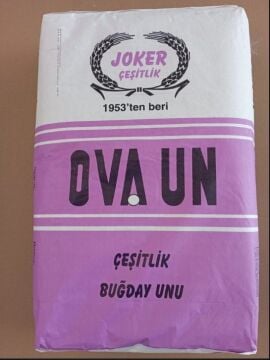 JOKER
ÇEŞİTLİK
1953'ten beri
OVA UN
ÇEŞİTLİK
BUĞDAY UNU